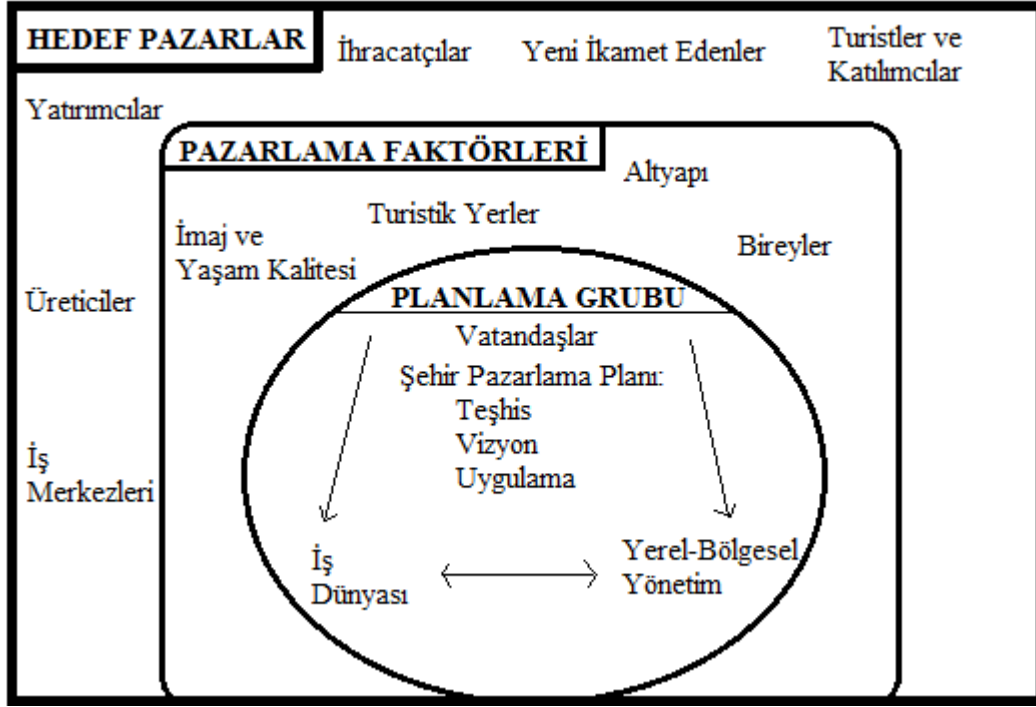 HEDEF PAZARLAR
İhracatçılar
Yeni İkamet Edenler
Turistler ve
Katılımcılar
Yatırımcılar
PAZARLAMA FAKTÖRLERİ
Altyapı
Turistik Yerler
İmaj ve
Yaşam Kalitesi
Bireyler
Üreticiler
PLANLAMA GRUBU
Vatandaşlar
Şehir Pazarlama Planı:
Teşhis
Vizyon
Uygulama
İş
Merkezleri
İş
Dünyası
Yerel-Bölgesel
Yönetim